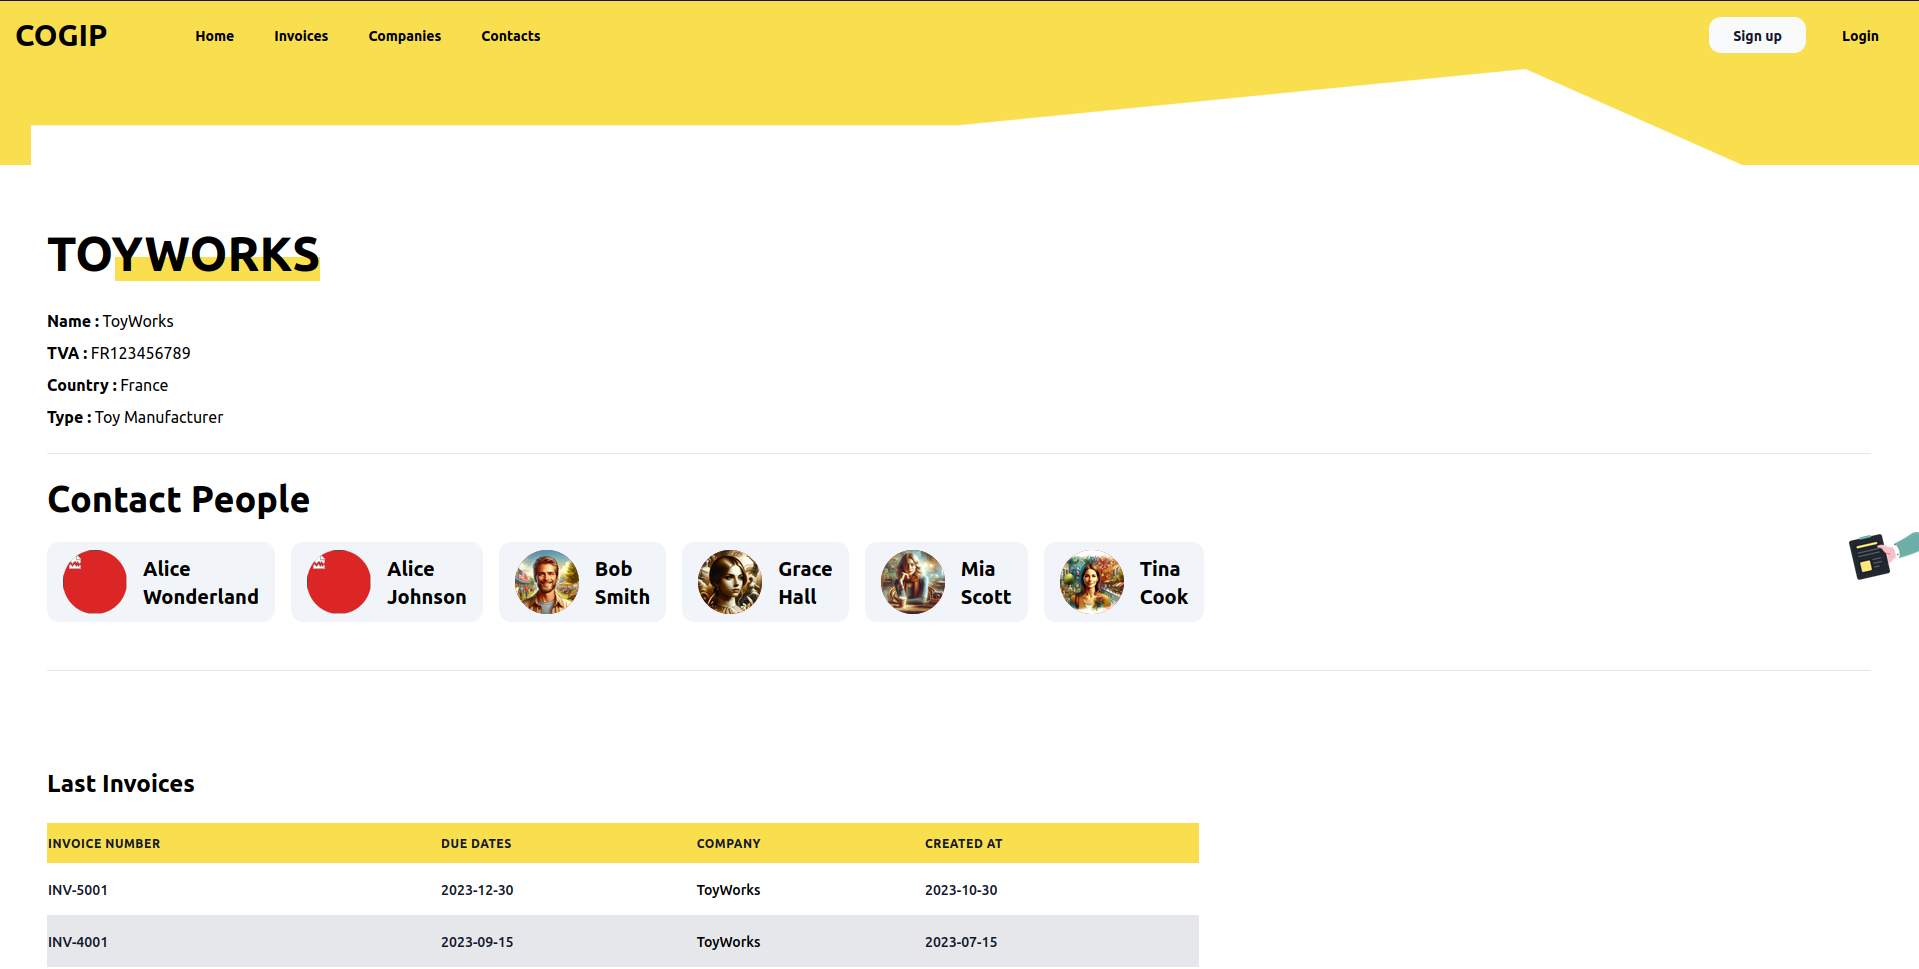 COGIP
Home Invoices Companies Contacts
Sign up Login
TOYWORKS
Name : ToyWorks
TVA : FR123456789
Country : France
Type : Toy Manufacturer
Contact People
Alice
Wonderland
Alice
Johnson
Bob
Smith
Grace
Hall
Mia
Scott
Tina
Cook
Last Invoices
INVOICE NUMBER DUE DATES COMPANY CREATED AT
INV-5001 2023-12-30 ToyWorks 2023-10-30
INV-4001 2023-09-15 ToyWorks 2023-07-15